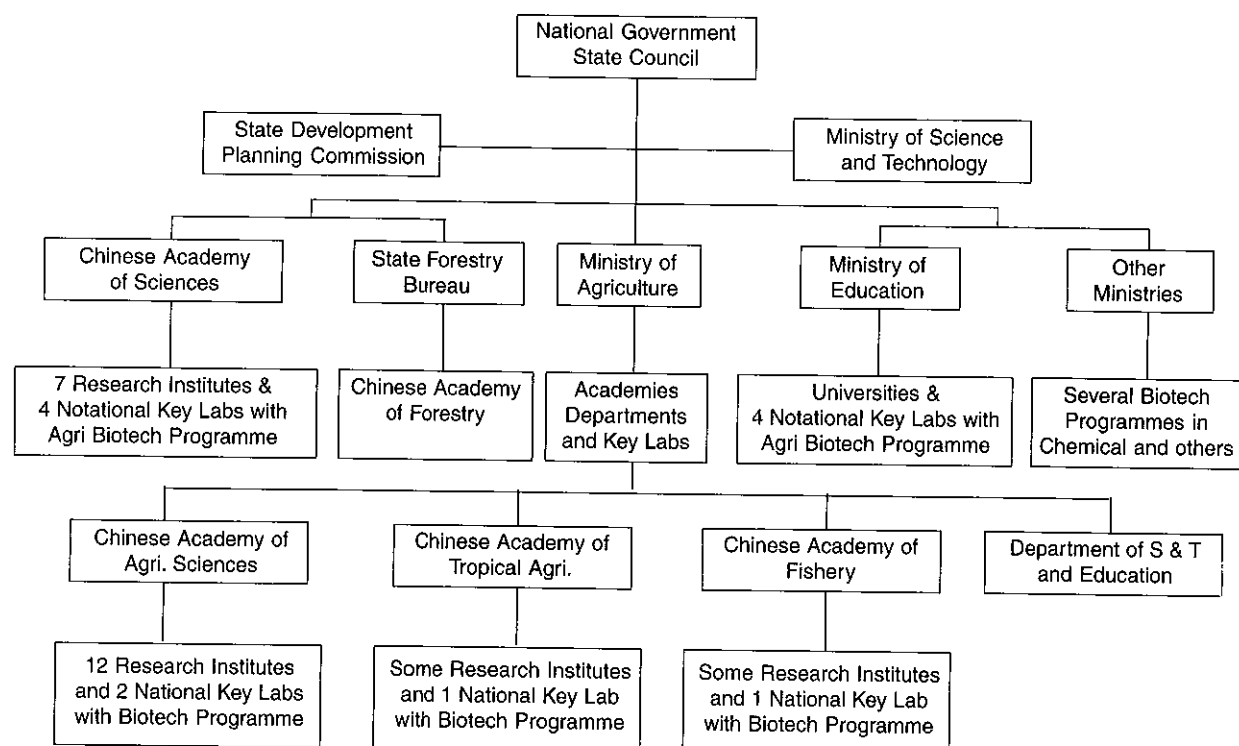 National Government
State Council
State Development
Planning Commission
Ministry of Science
and Technology
Chinese Academy
of Sciences
State Forestry
Bureau
Ministry of
Agriculture
Ministry of
Education
Other
Ministries
7 Research Institutes &
4 Notational Key Labs with
Agri Biotech Programme
Chinese Academy
of Forestry
Academies
Departments
and Key Labs
Universities &
4 Notational Key Labs with
Agri Biotech Programme
Several Biotech
Programmes in
Chemical and others
Chinese Academy of
Agri. Sciences
Chinese Academy of
Tropical Agri.
Chinese Academy of
Fishery
Department of S & T
and Education
12 Research Institutes
and 2 National Key Labs
with Biotech Programme
Some Research Institutes
and 1 National Key Lab
with Biotech Programme
Some Research Institutes
and 1 National Key Lab
with Biotech Programme